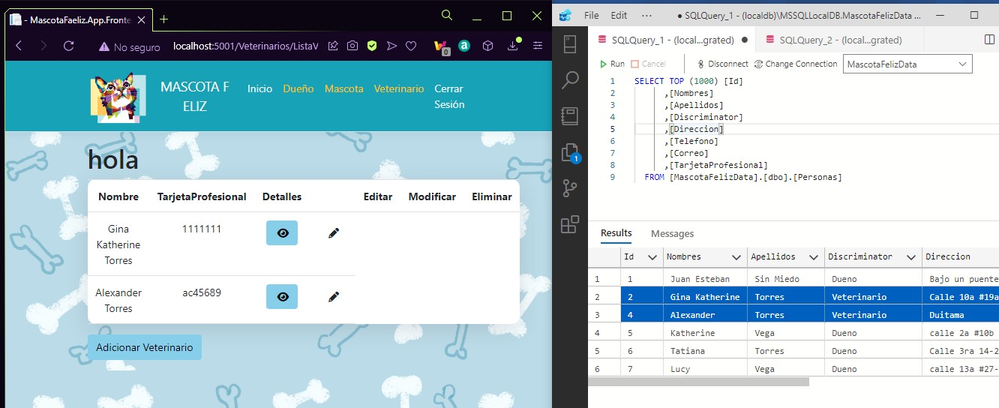 - MascotaFaeliz.App.Fronte
No seguro
localhost:5001/Veterinarios/ListaV
0
a
MASCOTA F
ELIZ
Inicio
Dueño
Mascota
Veterinario
Cerrar
Sesión
hola
Nombre TarjetaProfesional Detalles Editar Modificar Eliminar
Gina
Katherine
Torres
1111111
Alexander
Torres
ac45689
Adicionar Veterinario
File Edit ... ● SQLQuery_1 - (localdb)\MSSQLLocalDB.MascotaFelizData ...
SQLQuery_1 - (local...grated) ●
SQLQuery_2 - (local...grated)
Run Cancel Disconnect Change Connection MascotaFelizData
1
1 SELECT TOP (1000) [Id]
2 ,[Nombres]
3 ,[Apellidos]
4 ,[Discriminator]
5 ,[Direccion]
6 ,[Telefono]
7 ,[Correo]
8 ,[TarjetaProfesional]
9 FROM [MascotaFelizData].[dbo].[Personas]
Results Messages
Id Nombres Apellidos Discriminator Direccion
1 1 Juan Esteban Sin Miedo Dueno Bajo un puente
2 2 Gina Katherine Torres Veterinario Calle 10a #19a
3 4 Alexander Torres Veterinario Duitama
4 5 Katherine Vega Dueno calle 2a #10b
5 6 Tatiana Torres Dueno Calle 3ra 14-2
6 7 Lucy Vega Dueno calle 13a #27-